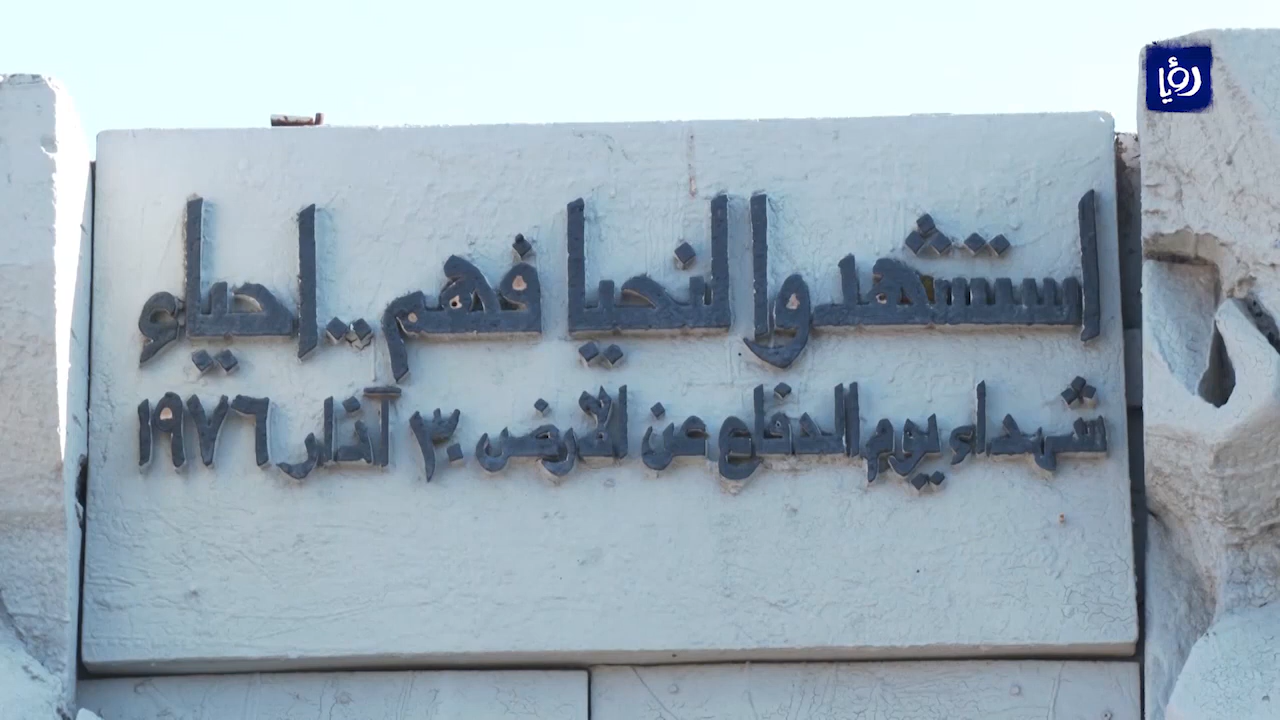 رؤيا
استشهدوا لنحيا فهم احياء
شهداء يوم الدفاع عن الارض ٣٠ آذار ١٩٧٦